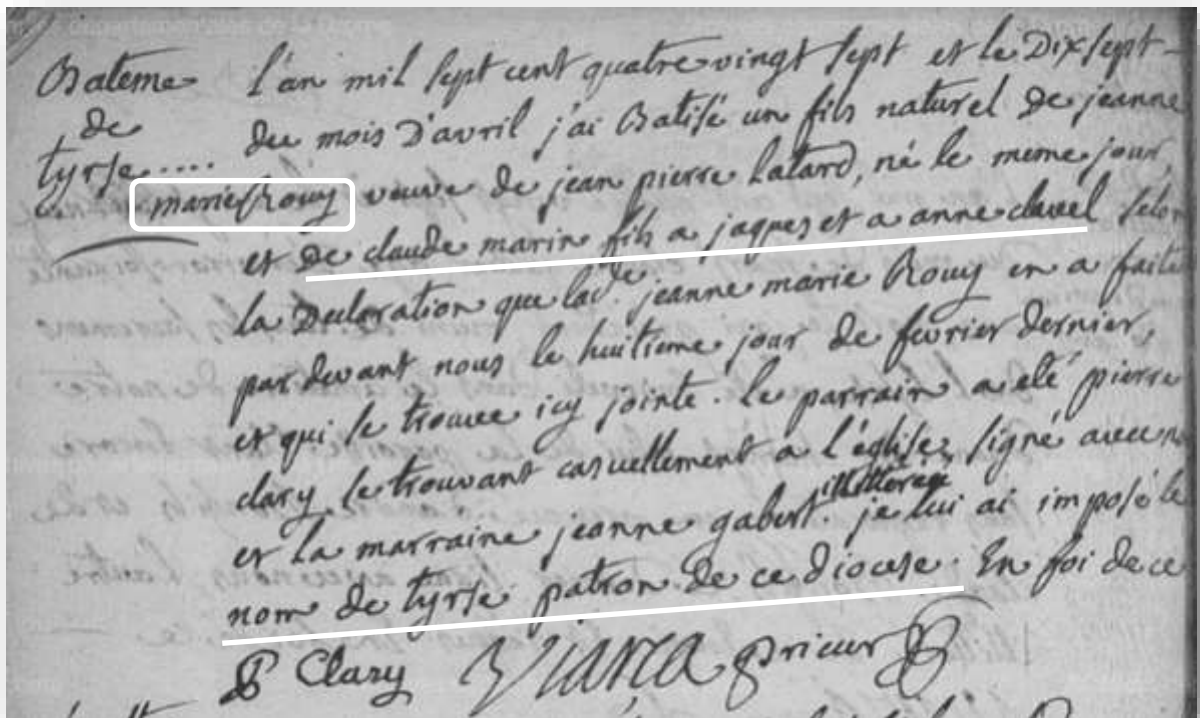 Bateme
de
tyrse....
l'an mil sept cent quatre vingt sept et le Dix sept
du mois D'avril j'ai Batisé un fils naturel de jeanne
marie Rouy veuve de jean pierre Latard, né le meme jour,
et de claude marin fils a jaques et a anne clavel selon
la Declaration que lad.e jeanne marie Rouy en a faite
par devant nous le huitieme jour de fevrier dernier,
et qui se trouve icy jointe. le parrain a eté pierre
clary se trouvant casuellement a l'église, signé avec
et la marraine jeanne gabert illitérée. je lui ai imposé le
nom de tyrse patron de ce diocese. En foi de ce
P Clary prieur